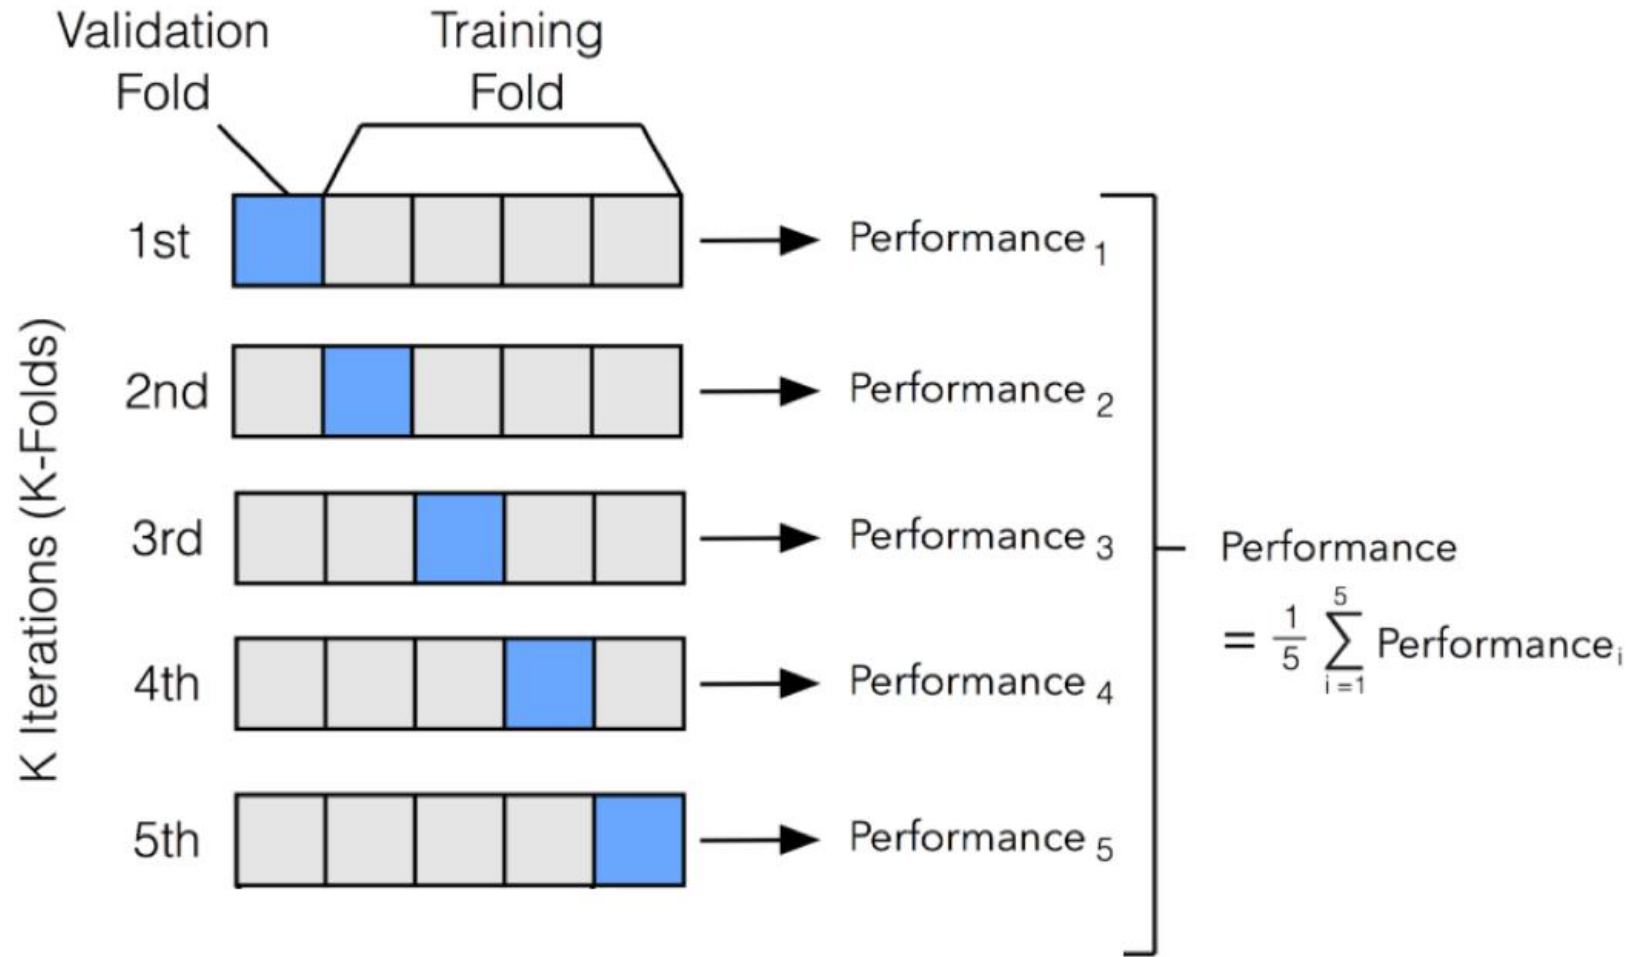 Validation
Fold
Training
Fold
K Iterations (K-Folds)
1st
Performance 1
2nd
Performance 2
3rd
Performance 3
4th
Performance 4
5th
Performance 5
Performance
= 1/5 5∑i=1 Performancei